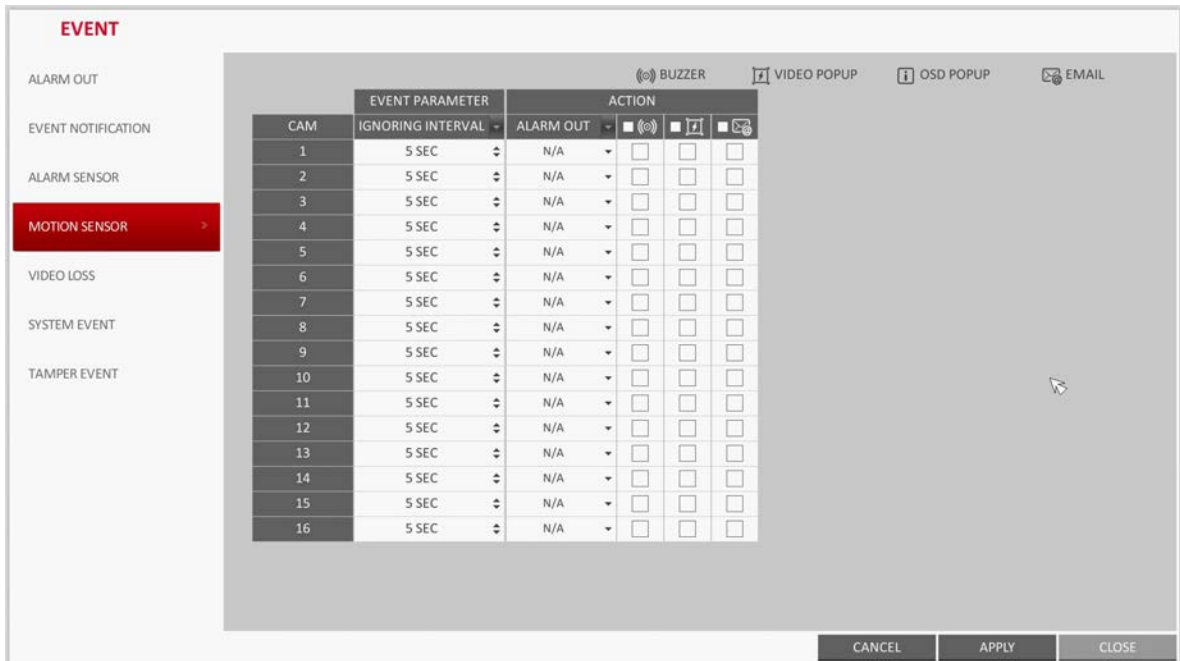 EVENT
ALARM OUT
EVENT NOTIFICATION
ALARM SENSOR
MOTION SENSOR >
VIDEO LOSS
SYSTEM EVENT
TAMPER EVENT
BUZZER VIDEO POPUP OSD POPUP EMAIL
EVENT PARAMETER ACTION
CAM IGNORING INTERVAL ALARM OUT
1 5 SEC N/A
2 5 SEC N/A
3 5 SEC N/A
4 5 SEC N/A
5 5 SEC N/A
6 5 SEC N/A
7 5 SEC N/A
8 5 SEC N/A
9 5 SEC N/A
10 5 SEC N/A
11 5 SEC N/A
12 5 SEC N/A
13 5 SEC N/A
14 5 SEC N/A
15 5 SEC N/A
16 5 SEC N/A
CANCEL APPLY CLOSE